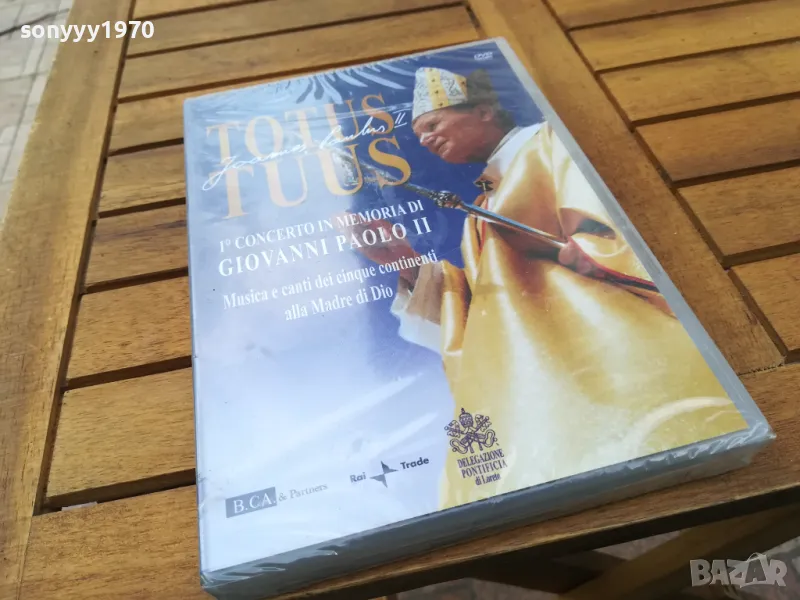 sonyyy1970
DVD
TOTUS
Joannes Paulus II
TUUS
1° CONCERTO IN MEMORIA DI
GIOVANNI PAOLO II
Musica e canti dei cinque continenti
alla Madre di Dio
B.C.A. & Partners
Rai Trade
DELEGAZIONE
PONTIFICIA
di Loreto
BAZAR